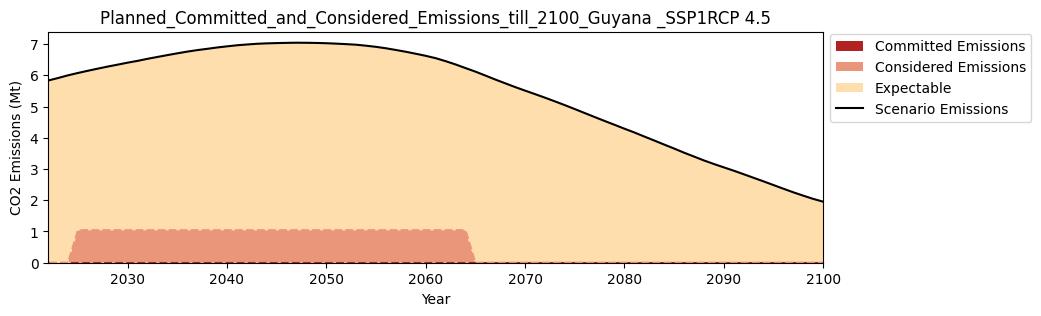 Planned_Committed_and_Considered_Emissions_till_2100_Guyana _SSP1RCP 4.5
CO2 Emissions (Mt)
7
6
5
4
3
2
1
0
2030 2040 2050 2060 2070 2080 2090 2100
Year
Committed Emissions
Considered Emissions
Expectable
Scenario Emissions